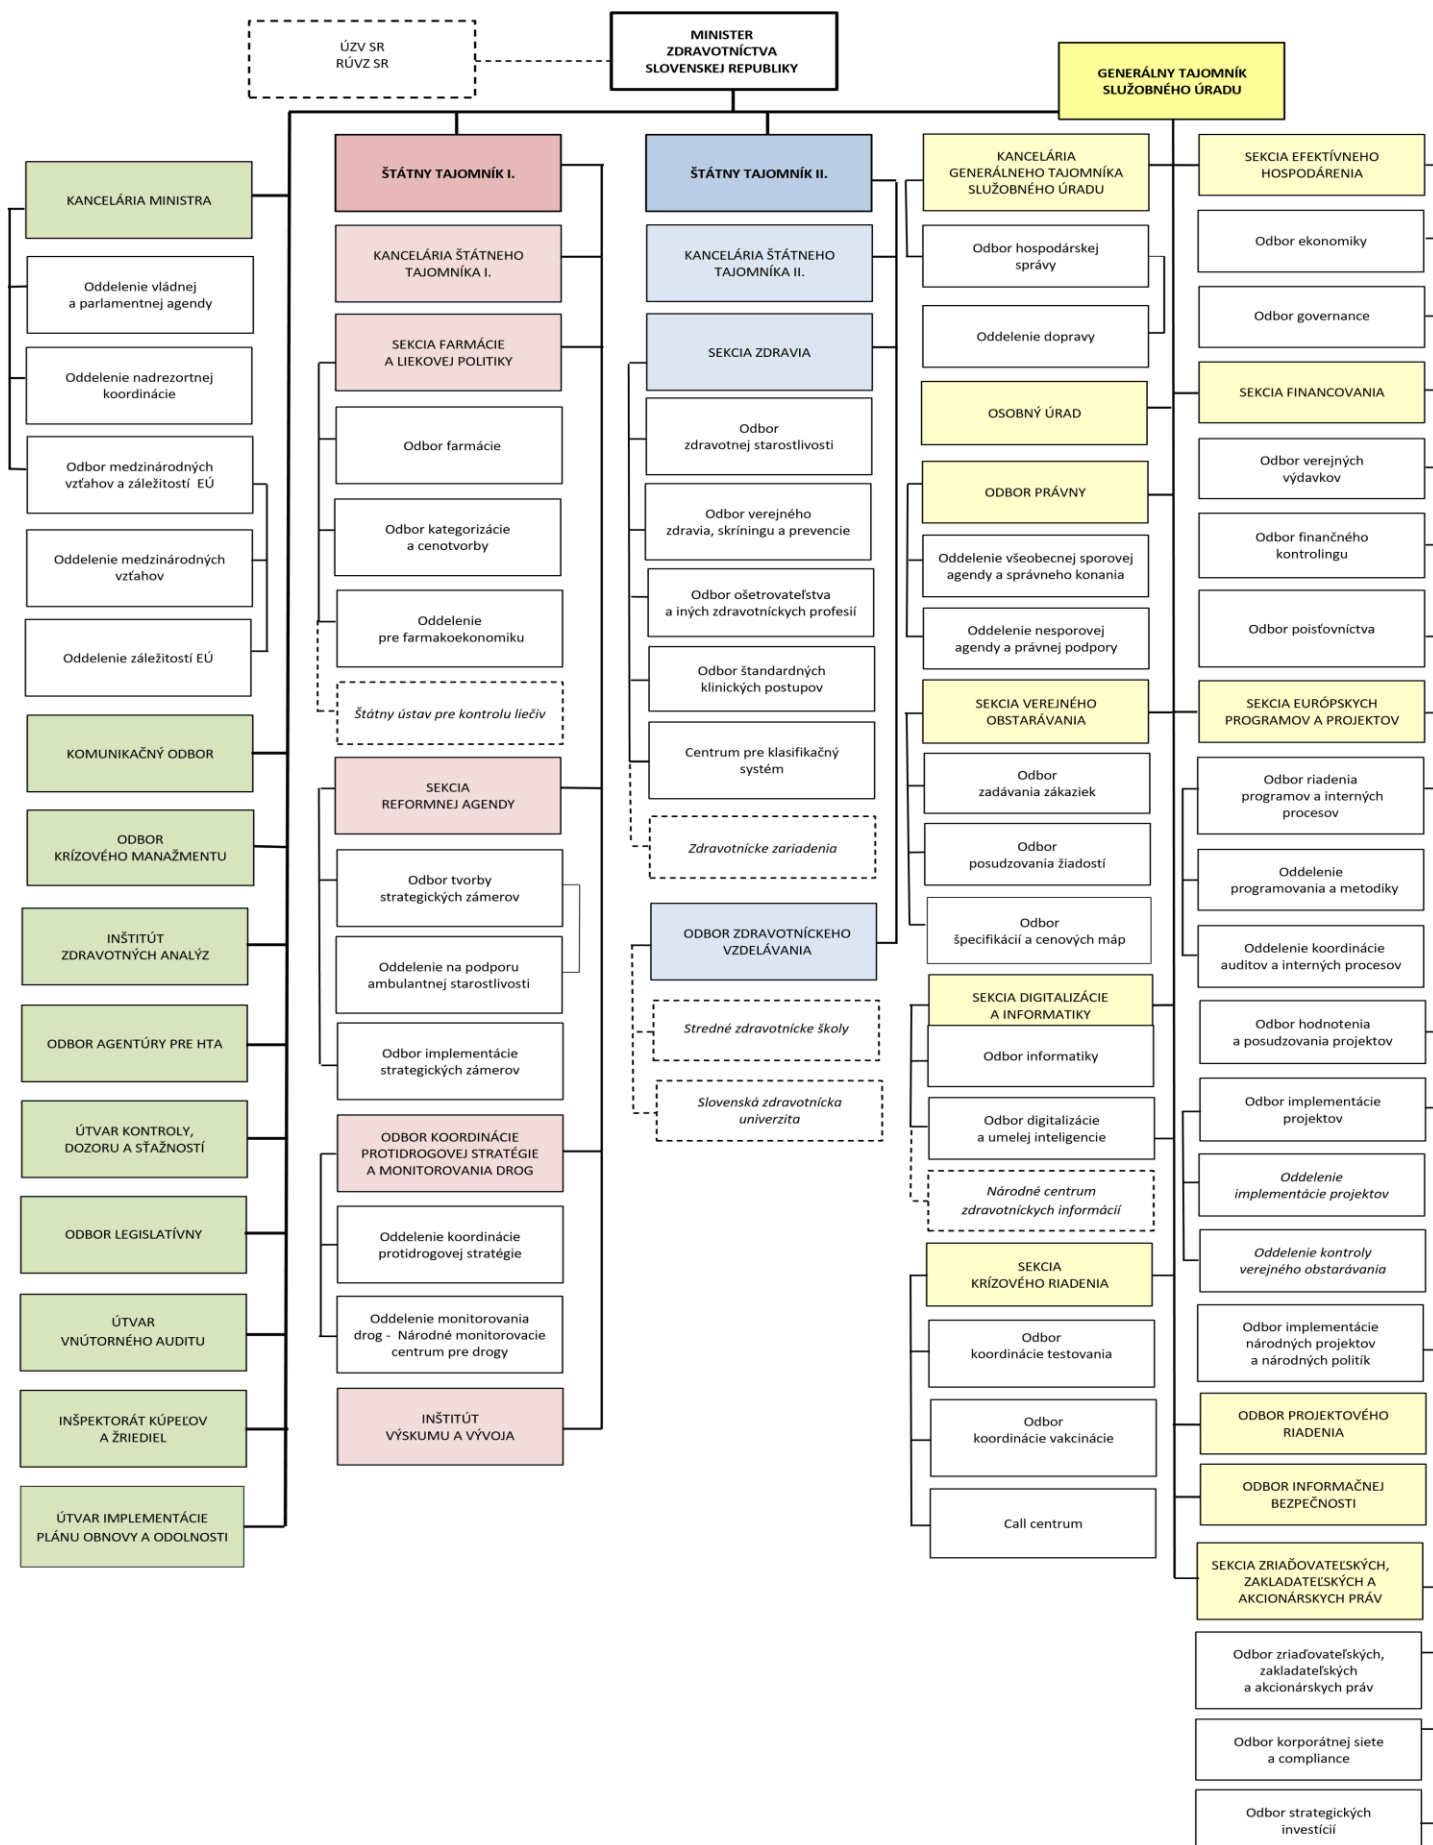 ÚZV SR
RÚVZ SR
MINISTER
ZDRAVOTNÍCTVA
SLOVENSKEJ REPUBLIKY
GENERÁLNY TAJOMNÍK
SLUŽOBNÉHO ÚRADU
KANCELÁRIA MINISTRA
Oddelenie vládnej
a parlamentnej agendy
Oddelenie nadrezortnej
koordinácie
Odbor medzinárodných
vzťahov a záležitostí  EÚ
Oddelenie medzinárodných
vzťahov
Oddelenie záležitostí EÚ
KOMUNIKAČNÝ ODBOR
ODBOR
KRÍZOVÉHO MANAŽMENTU
INŠTITÚT
ZDRAVOTNÝCH ANALÝZ
ODBOR AGENTÚRY PRE HTA
ÚTVAR KONTROLY,
DOZORU A SŤAŽNOSTÍ
ODBOR LEGISLATÍVNY
ÚTVAR
VNÚTORNÉHO AUDITU
INŠPEKTORÁT KÚPEĽOV
A ŽRIEDIEL
ÚTVAR IMPLEMENTÁCIE
PLÁNU OBNOVY A ODOLNOSTI
ŠTÁTNY TAJOMNÍK I.
KANCELÁRIA ŠTÁTNEHO
TAJOMNÍKA I.
SEKCIA FARMÁCIE
A LIEKOVEJ POLITIKY
Odbor farmácie
Odbor kategorizácie
a cenotvorby
Oddelenie
pre farmakoekonomiku
Štátny ústav pre kontrolu liečiv
SEKCIA
REFORMNEJ AGENDY
Odbor tvorby
strategických zámerov
Oddelenie na podporu
ambulantnej starostlivosti
Odbor implementácie
strategických zámerov
ODBOR KOORDINÁCIE
PROTIDROGOVEJ STRATÉGIE
A MONITOROVANIA DROG
Oddelenie koordinácie
protidrogovej stratégie
Oddelenie monitorovania
drog -  Národné monitorovacie
centrum pre drogy
INŠTITÚT
VÝSKUMU A VÝVOJA
ŠTÁTNY TAJOMNÍK II.
KANCELÁRIA ŠTÁTNEHO
TAJOMNÍKA II.
SEKCIA ZDRAVIA
Odbor
zdravotnej starostlivosti
Odbor verejného
zdravia, skríningu a prevencie
Odbor ošetrovateľstva
a iných zdravotníckych profesií
Odbor štandardných
klinických postupov
Centrum pre klasifikačný
systém
Zdravotnícke zariadenia
ODBOR ZDRAVOTNÍCKEHO
VZDELÁVANIA
Stredné zdravotnícke školy
Slovenská zdravotnícka
univerzita
KANCELÁRIA
GENERÁLNEHO TAJOMNÍKA
SLUŽOBNÉHO ÚRADU
Odbor hospodárskej
správy
Oddelenie dopravy
OSOBNÝ ÚRAD
ODBOR PRÁVNY
Oddelenie všeobecnej sporovej
agendy a správneho konania
Oddelenie nesporovej
agendy a právnej podpory
SEKCIA VEREJNÉHO
OBSTARÁVANIA
Odbor
zadávania zákaziek
Odbor
posudzovania žiadostí
Odbor
špecifikácií a cenových máp
SEKCIA DIGITALIZÁCIE
A INFORMATIKY
Odbor informatiky
Odbor digitalizácie
a umelej inteligencie
Národné centrum
zdravotníckych informácií
SEKCIA
KRÍZOVÉHO RIADENIA
Odbor
koordinácie testovania
Odbor
koordinácie vakcinácie
Call centrum
SEKCIA EFEKTÍVNEHO
HOSPODÁRENIA
Odbor ekonomiky
Odbor governance
SEKCIA FINANCOVANIA
Odbor verejných
výdavkov
Odbor finančného
kontrolingu
Odbor poisťovníctva
SEKCIA EURÓPSKYCH
PROGRAMOV A PROJEKTOV
Odbor riadenia
programov a interných
procesov
Oddelenie
programovania a metodiky
Oddelenie koordinácie
auditov a interných procesov
Odbor hodnotenia
a posudzovania projektov
Odbor implementácie
projektov
Oddelenie
implementácie projektov
Oddelenie kontroly
verejného obstarávania
Odbor implementácie
národných projektov
a národných politík
ODBOR PROJEKTOVÉHO
RIADENIA
ODBOR INFORMAČNEJ
BEZPEČNOSTI
SEKCIA ZRIAĎOVATEĽSKÝCH,
ZAKLADATEĽSKÝCH A
AKCIONÁRSKYCH PRÁV
Odbor zriaďovateľských,
zakladateľských
a akcionárskych práv
Odbor korporátnej siete
a compliance
Odbor strategických
investícií